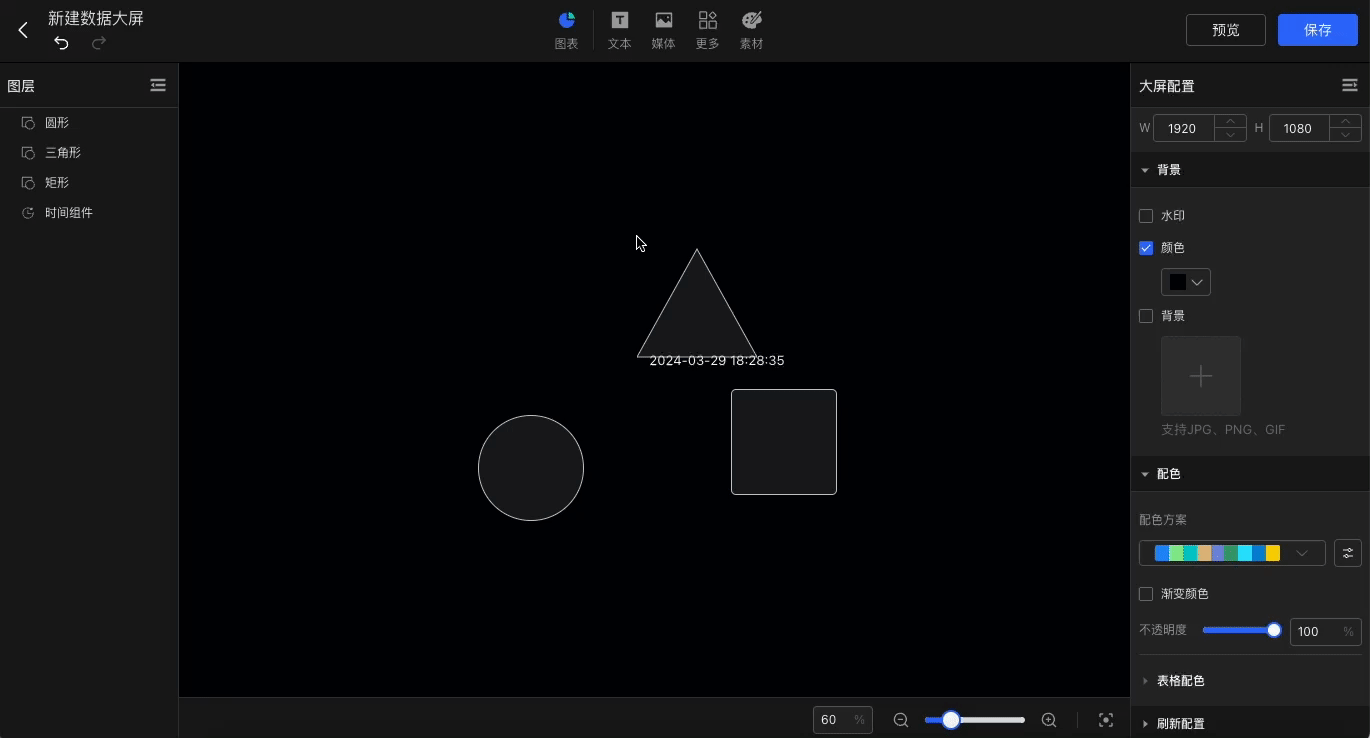 新建数据大屏
图表
文本
媒体
更多
素材
预览
保存
图层
圆形
三角形
矩形
时间组件
2024-03-29 18:28:35
60 %
大屏配置
W 1920 H 1080
背景
水印
颜色
背景
支持JPG、PNG、GIF
配色
配色方案
渐变颜色
不透明度 100 %
表格配色
刷新配置